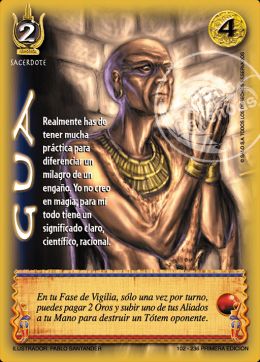 2
4
SACERDOTE
GUA
Realmente has de
tener mucha
práctica para
diferenciar un
milagro de un
engaño. Yo no creo
en magia, para mí
todo tiene un
significado claro,
científico, racional.
En tu Fase de Vigilia, sólo una vez por turno,
puedes pagar 2 Oros y subir uno de tus Aliados
a tu Mano para destruir un Tótem oponente.
ILUSTRADOR: PABLO SANTANDER
102 - 236 PRIMERA EDICION